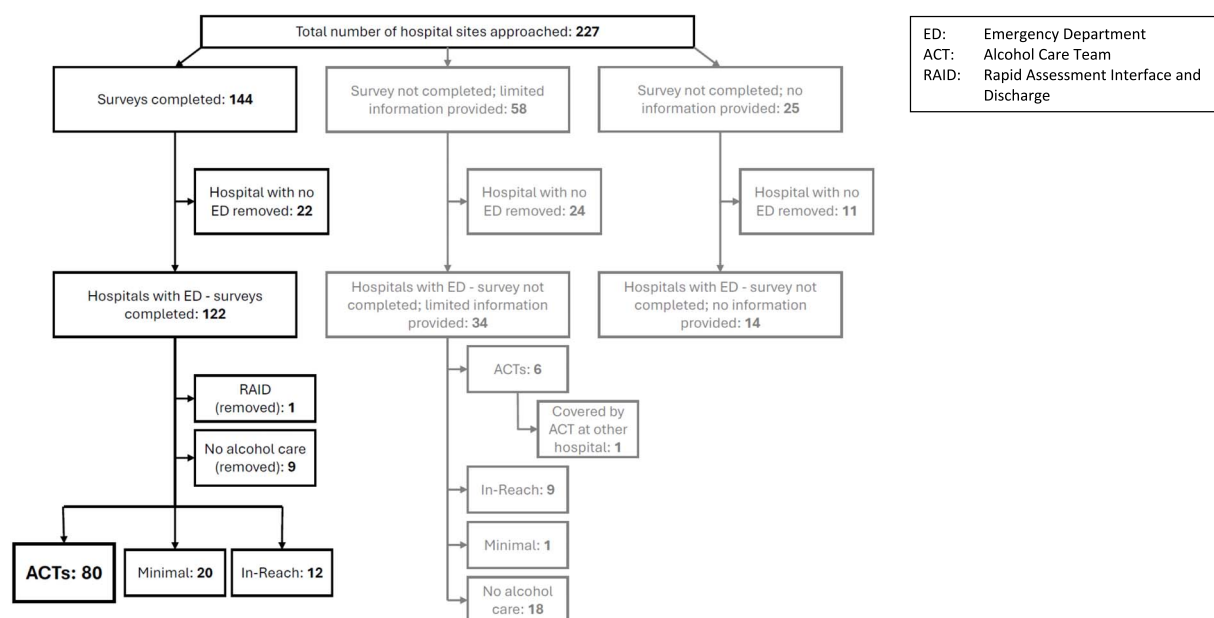 Total number of hospital sites approached: 227
ED: Emergency Department
ACT: Alcohol Care Team
RAID: Rapid Assessment Interface and
Discharge
Surveys completed: 144
Survey not completed; limited
information provided: 58
Survey not completed; no
information provided: 25
Hospital with no
ED removed: 22
Hospital with no
ED removed: 24
Hospital with no
ED removed: 11
Hospitals with ED - surveys
completed: 122
Hospitals with ED - survey not
completed; limited information
provided: 34
Hospitals with ED - survey not
completed; no information
provided: 14
RAID
(removed): 1
No alcohol care
(removed): 9
ACTs: 80
Minimal: 20
In-Reach: 12
ACTs: 6
Covered by
ACT at other
hospital: 1
In-Reach: 9
Minimal: 1
No alcohol
care: 18